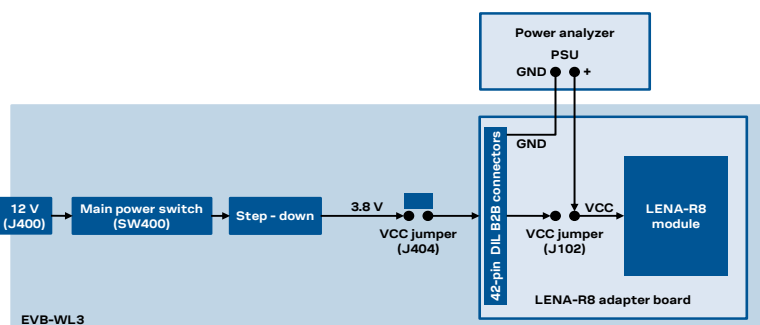 Power analyzer
PSU
GND +
GND
42-pin DIL B2B connectors
12 V
(J400)
Main power switch
(SW400)
Step - down
3.8 V
VCC jumper
(J404)
VCC
VCC jumper
(J102)
LENA-R8
module
LENA-R8 adapter board
EVB-WL3